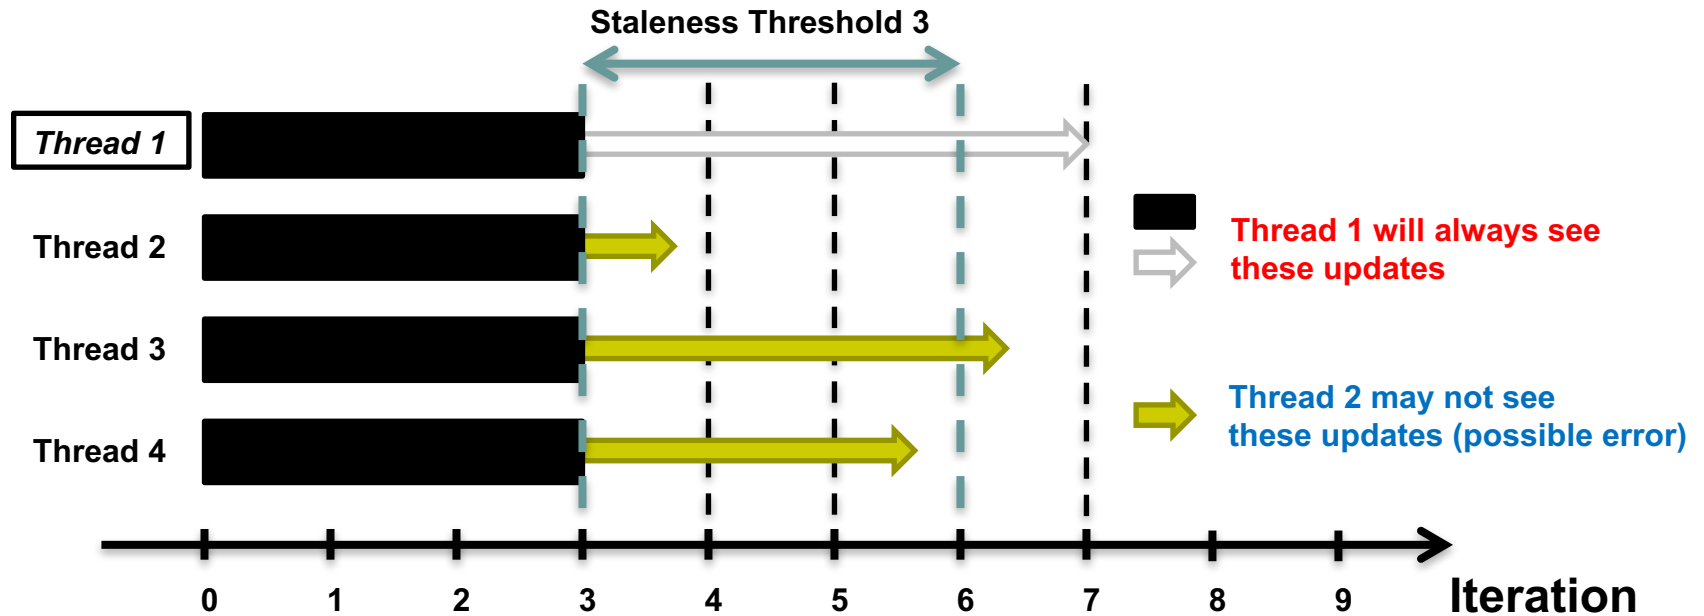 Staleness Threshold 3
Thread 1
Thread 2
Thread 3
Thread 4
Thread 1 will always see
these updates
Thread 2 may not see
these updates (possible error)
0 1 2 3 4 5 6 7 8 9
Iteration